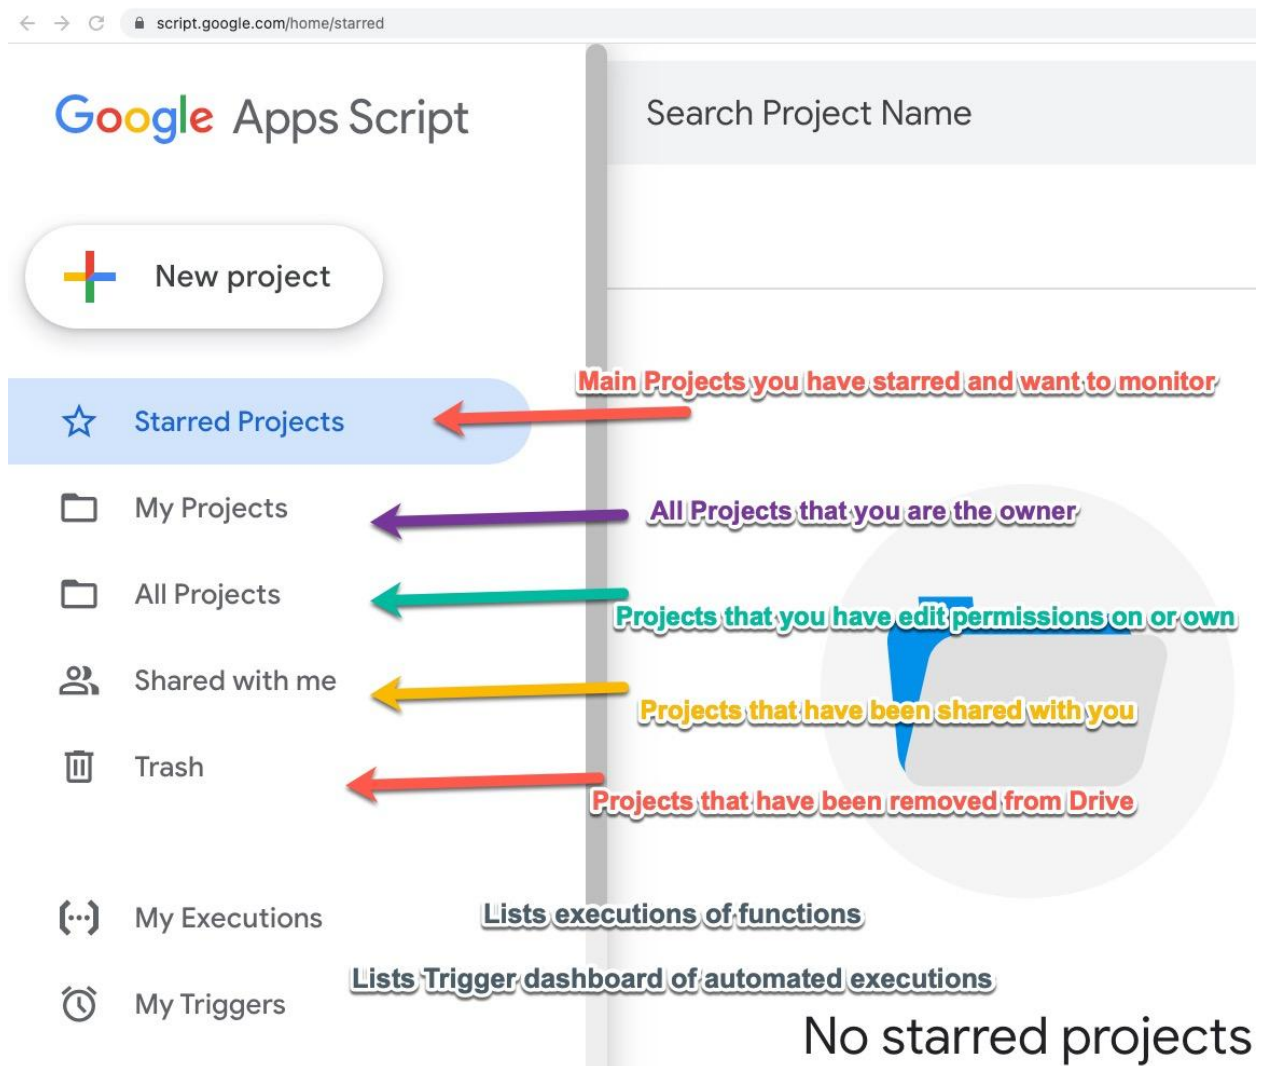 script.google.com/home/starred
Google Apps Script
Search Project Name
New project
Main Projects you have starred and want to monitor
Starred Projects
My Projects
All Projects that you are the owner
All Projects
Projects that you have edit permissions on or own
Shared with me
Projects that have been shared with you
Trash
Projects that have been removed from Drive
My Executions
Lists executions of functions
Lists Trigger dashboard of automated executions
My Triggers
No starred projects